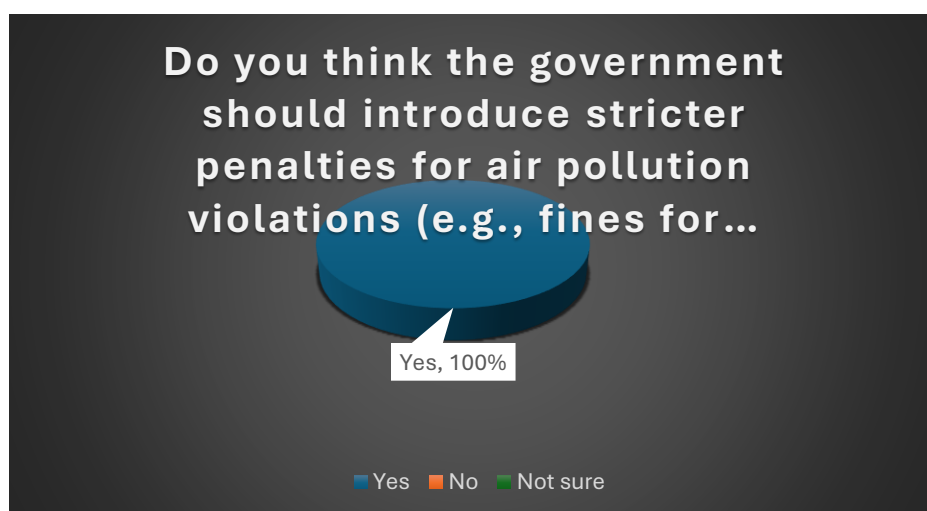 Do you think the government
should introduce stricter
penalties for air pollution
violations (e.g., fines for…
Yes, 100%
Yes No Not sure